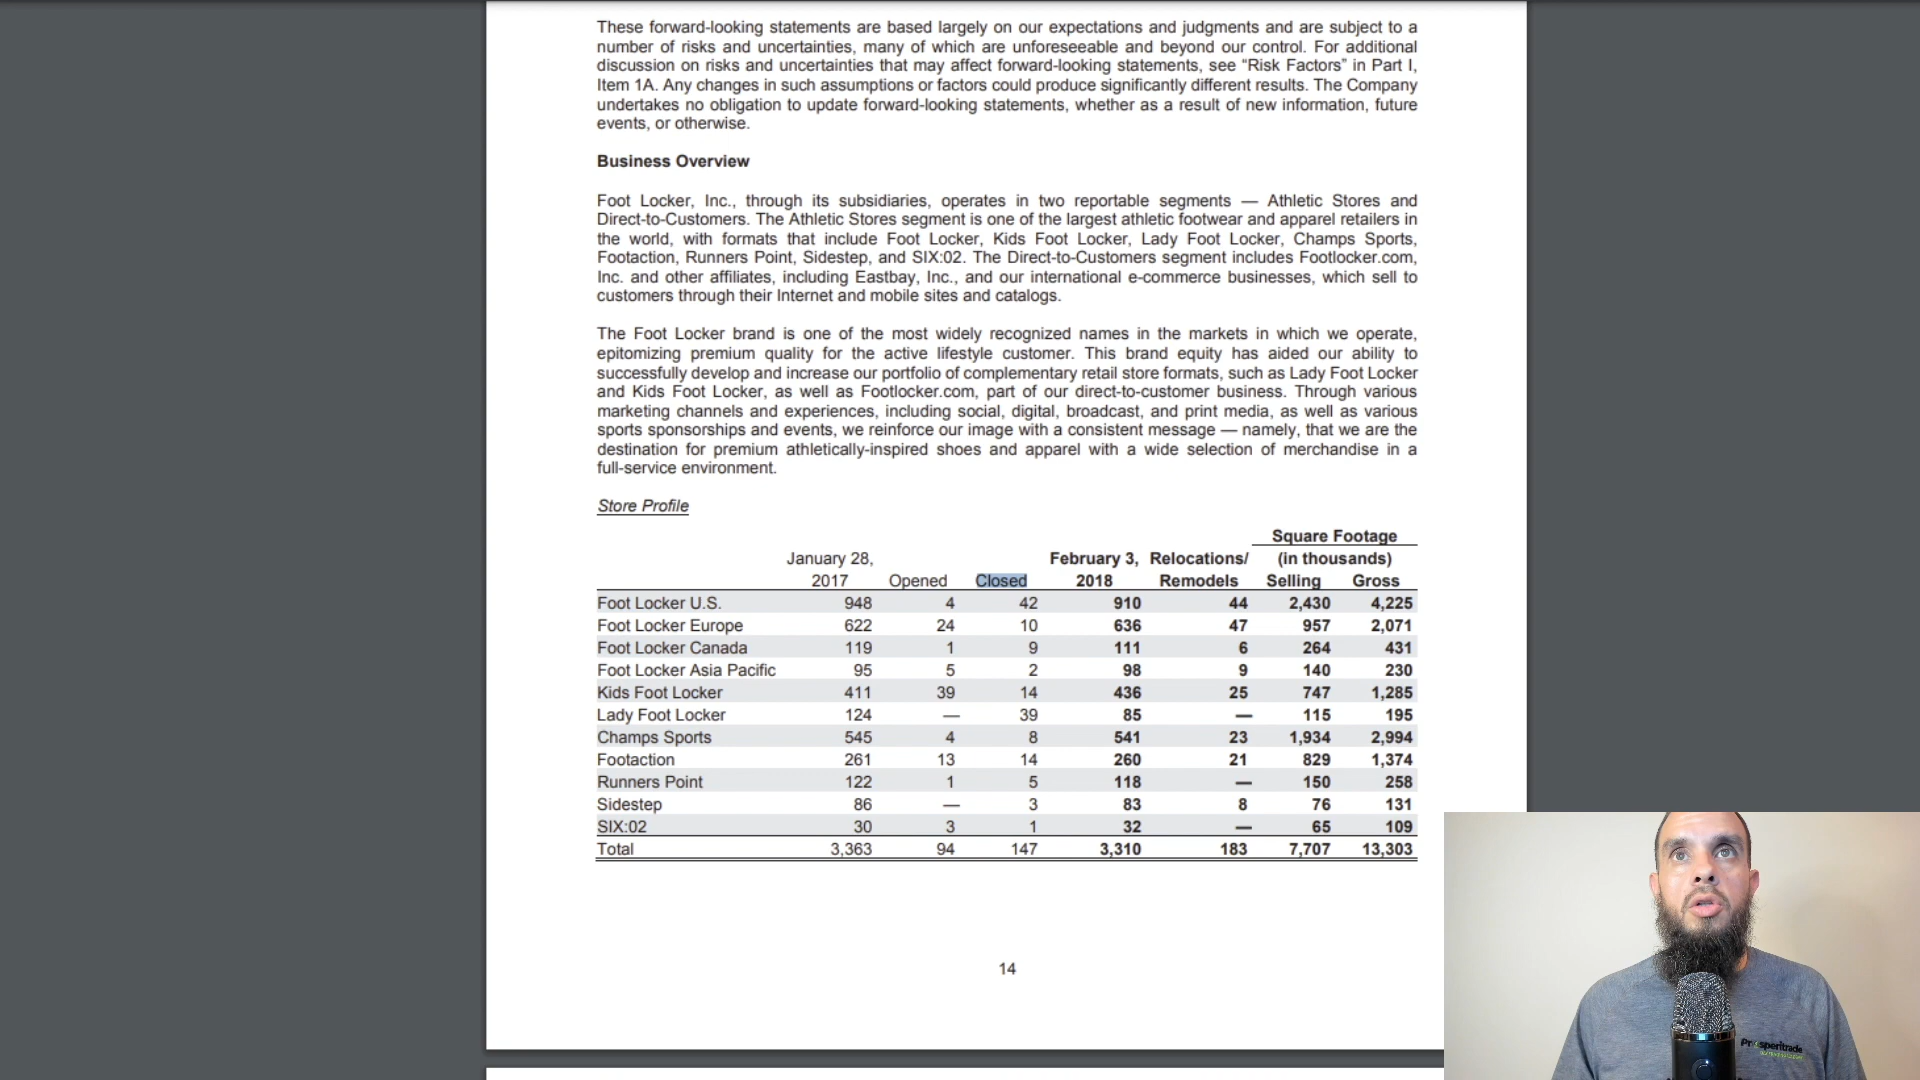 These forward-looking statements are based largely on our expectations and judgments and are subject to a
number of risks and uncertainties, many of which are unforeseeable and beyond our control. For additional
discussion on risks and uncertainties that may affect forward-looking statements, see “Risk Factors” in Part I,
Item 1A. Any changes in such assumptions or factors could produce significantly different results. The Company
undertakes no obligation to update forward-looking statements, whether as a result of new information, future
events, or otherwise.
Business Overview
Foot Locker, Inc., through its subsidiaries, operates in two reportable segments — Athletic Stores and
Direct-to-Customers. The Athletic Stores segment is one of the largest athletic footwear and apparel retailers in
the world, with formats that include Foot Locker, Kids Foot Locker, Lady Foot Locker, Champs Sports,
Footaction, Runners Point, Sidestep, and SIX:02. The Direct-to-Customers segment includes Footlocker.com,
Inc. and other affiliates, including Eastbay, Inc., and our international e-commerce businesses, which sell to
customers through their Internet and mobile sites and catalogs.
The Foot Locker brand is one of the most widely recognized names in the markets in which we operate,
epitomizing premium quality for the active lifestyle customer. This brand equity has aided our ability to
successfully develop and increase our portfolio of complementary retail store formats, such as Lady Foot Locker
and Kids Foot Locker, as well as Footlocker.com, part of our direct-to-customer business. Through various
marketing channels and experiences, including social, digital, broadcast, and print media, as well as various
sports sponsorships and events, we reinforce our image with a consistent message — namely, that we are the
destination for premium athletically-inspired shoes and apparel with a wide selection of merchandise in a
full-service environment.
Store Profile
Square Footage
January 28, February 3, Relocations/ (in thousands)
2017 Opened Closed 2018 Remodels Selling Gross
Foot Locker U.S. 948 4 42 910 44 2,430 4,225
Foot Locker Europe 622 24 10 636 47 957 2,071
Foot Locker Canada 119 1 9 111 6 264 431
Foot Locker Asia Pacific 95 5 2 98 9 140 230
Kids Foot Locker 411 39 14 436 25 747 1,285
Lady Foot Locker 124 — 39 85 — 115 195
Champs Sports 545 4 8 541 23 1,934 2,994
Footaction 261 13 14 260 21 829 1,374
Runners Point 122 1 5 118 — 150 258
Sidestep 86 — 3 83 8 76 131
SIX:02 30 3 1 32 — 65 109
Total 3,363 94 147 3,310 183 7,707 13,303
14
Prosperitrade